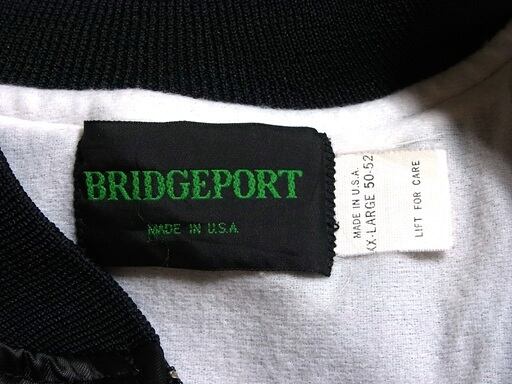 BRIDGEPORT
MADE IN U.S.A.
MADE IN U.S.A.
XX-LARGE 50-52
LIFT FOR CARE